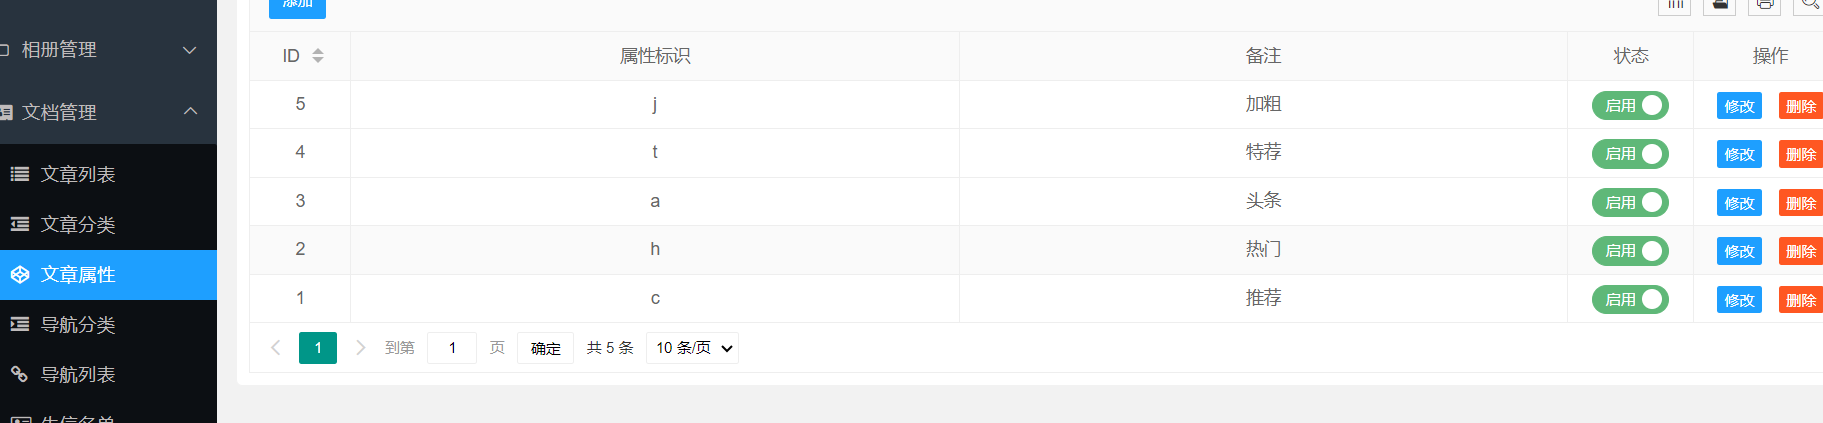 添加
相册管理
文档管理
文章列表
文章分类
文章属性
导航分类
导航列表
ID 属性标识 备注 状态 操作
5 j 加粗 启用 修改 删除
4 t 特荐 启用 修改 删除
3 a 头条 启用 修改 删除
2 h 热门 启用 修改 删除
1 c 推荐 启用 修改 删除
1 到第 1 页 确定 共 5 条 10 条/页